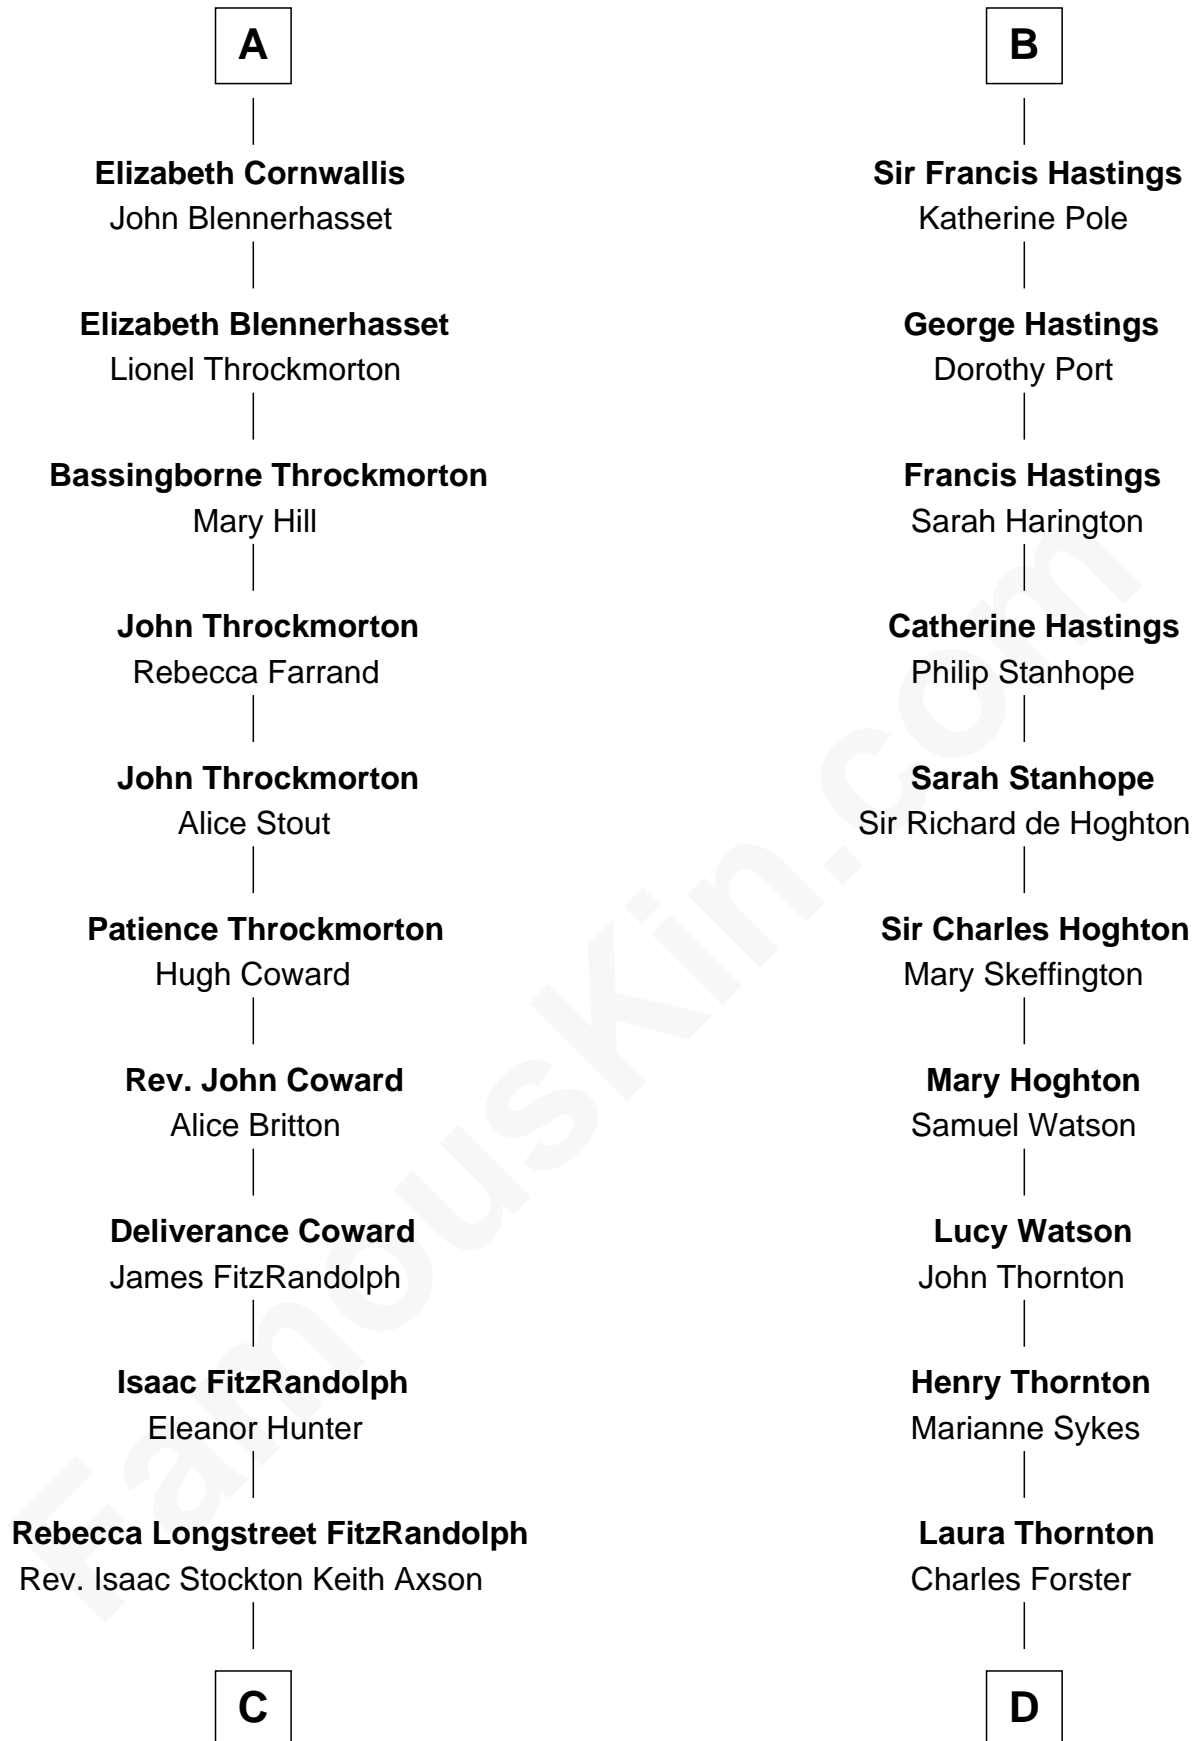 A
Elizabeth Cornwallis
John Blennerhasset
Elizabeth Blennerhasset
Lionel Throckmorton
Bassingborne Throckmorton
Mary Hill
John Throckmorton
Rebecca Farrand
John Throckmorton
Alice Stout
Patience Throckmorton
Hugh Coward
Rev. John Coward
Alice Britton
Deliverance Coward
James FitzRandolph
Isaac FitzRandolph
Eleanor Hunter
Rebecca Longstreet FitzRandolph
Rev. Isaac Stockton Keith Axson
C
B
Sir Francis Hastings
Katherine Pole
George Hastings
Dorothy Port
Francis Hastings
Sarah Harington
Catherine Hastings
Philip Stanhope
Sarah Stanhope
Sir Richard de Hoghton
Sir Charles Hoghton
Mary Skeffington
Mary Hoghton
Samuel Watson
Lucy Watson
John Thornton
Henry Thornton
Marianne Sykes
Laura Thornton
Charles Forster
D
FamousKin.com